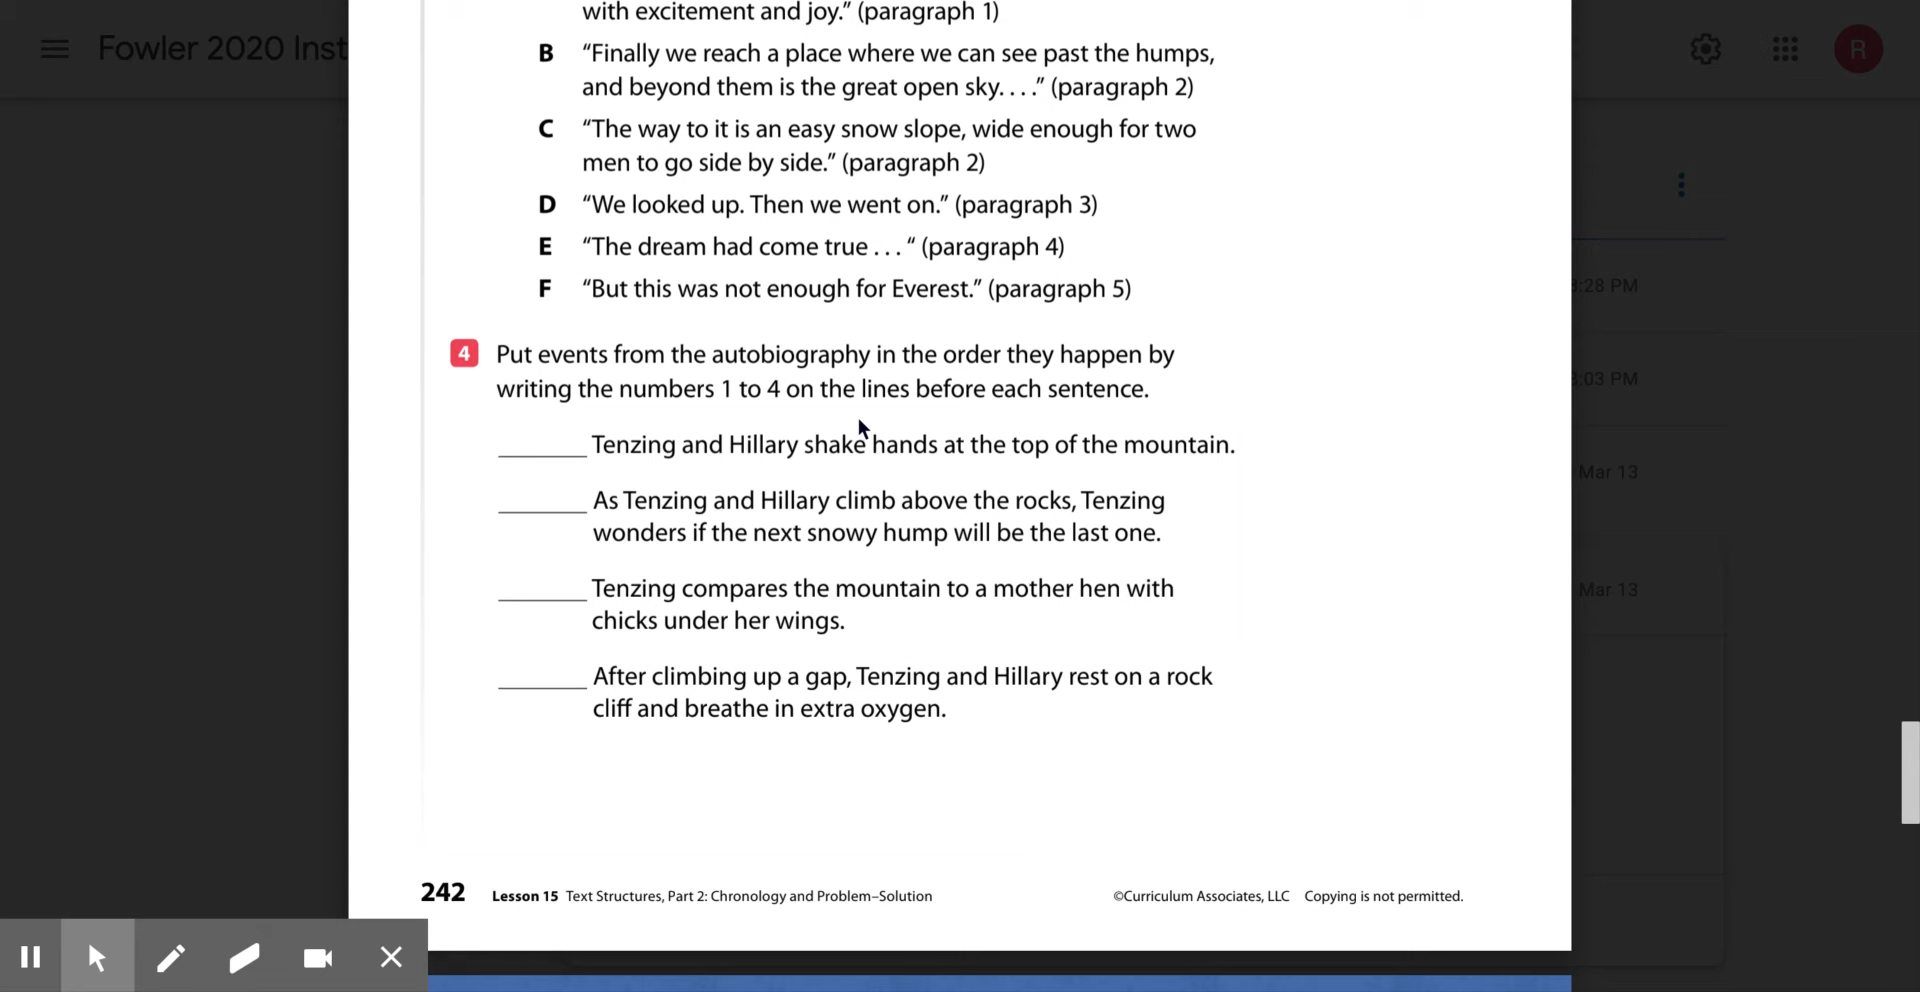 with excitement and joy.” (paragraph 1)
Fowler 2020 Inst
R
B “Finally we reach a place where we can see past the humps,
and beyond them is the great open sky. . . .” (paragraph 2)
C “The way to it is an easy snow slope, wide enough for two
men to go side by side.” (paragraph 2)
D “We looked up. Then we went on.” (paragraph 3)
E “The dream had come true . . . “ (paragraph 4)
F “But this was not enough for Everest.” (paragraph 5)
:28 PM
4 Put events from the autobiography in the order they happen by
writing the numbers 1 to 4 on the lines before each sentence.
:03 PM
_______ Tenzing and Hillary shake hands at the top of the mountain.
Mar 13
_______ As Tenzing and Hillary climb above the rocks, Tenzing
wonders if the next snowy hump will be the last one.
_______ Tenzing compares the mountain to a mother hen with
chicks under her wings.
Mar 13
_______ After climbing up a gap, Tenzing and Hillary rest on a rock
cliff and breathe in extra oxygen.
242 Lesson 15 Text Structures, Part 2: Chronology and Problem–Solution
©Curriculum Associates, LLC Copying is not permitted.